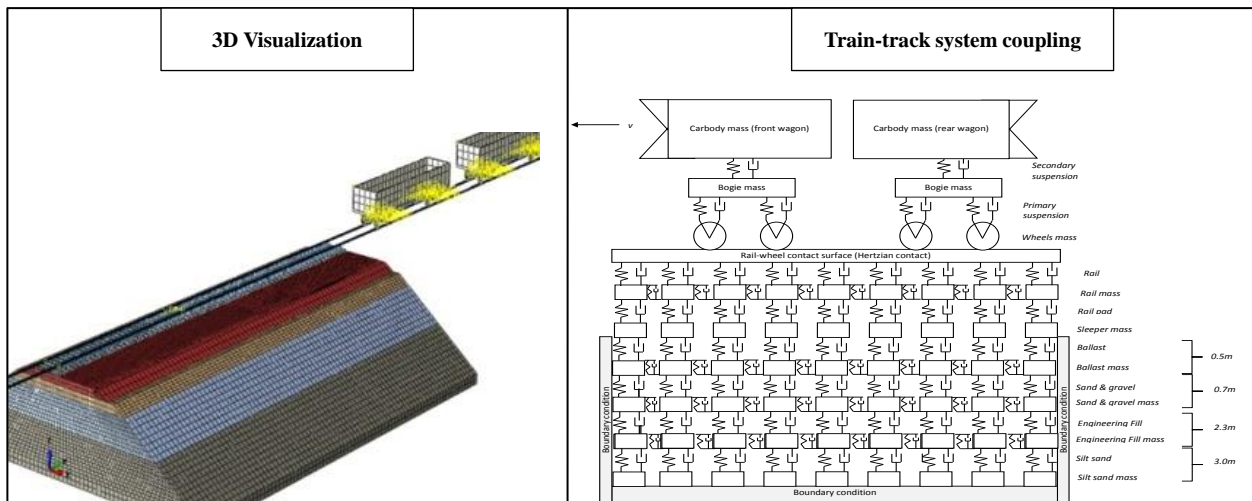 3D Visualization
Train-track system coupling
v
Carbody mass (front wagon)
Carbody mass (rear wagon)
Secondary
suspension
Bogie mass
Bogie mass
Primary
suspension
Wheels mass
Rail-wheel contact surface (Hertzian contact)
Rail
Rail mass
Rail pad
Sleeper mass
Ballast
0.5m
Ballast mass
Sand & gravel
0.7m
Sand & gravel mass
Engineering Fill
2.3m
Engineering Fill mass
Silt sand
3.0m
Silt sand mass
Boundary condition
Boundary condition
Boundary condition